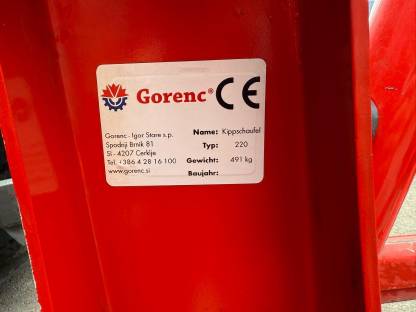 Gorenc® CE
Gorenc - Igor Stare s.p.
Spodnji Brnik 81
SI - 4207 Cerklje
Tel. +386 4 28 16 100
www.gorenc.si
Name: Kippschaufel
Typ: 220
Gewicht: 491 kg
Baujahr: